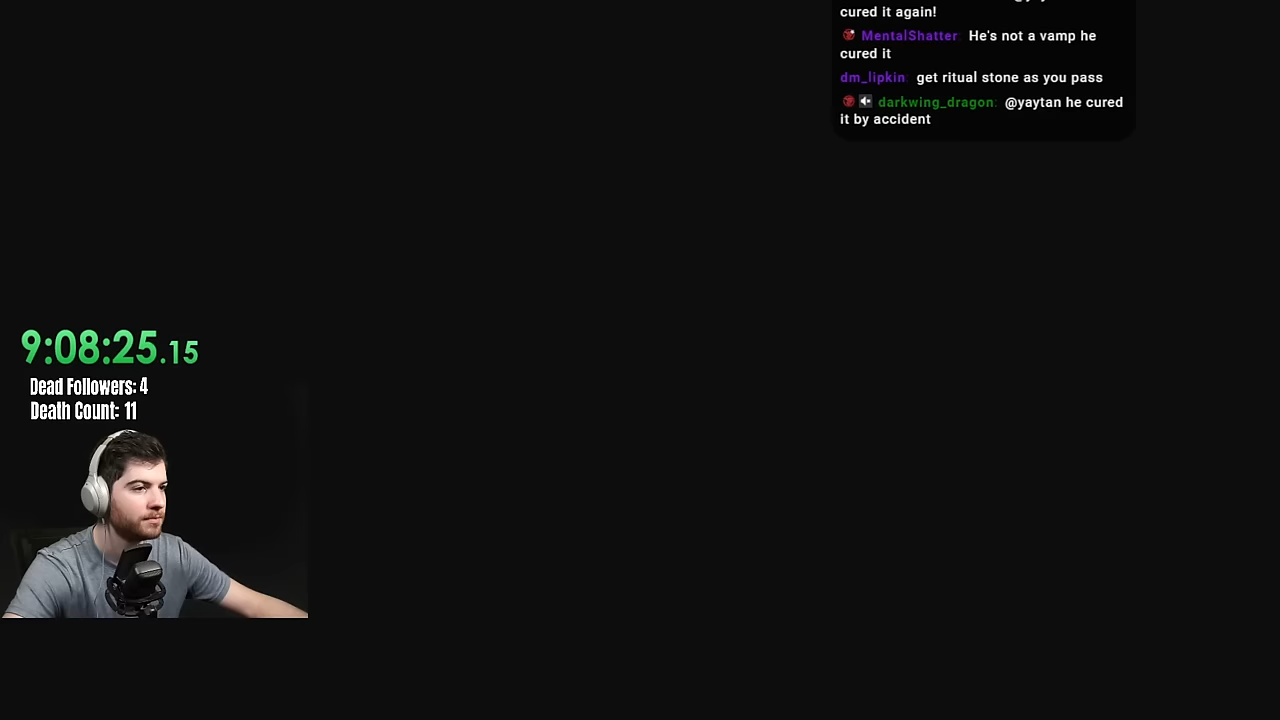 cured it again!
MentalShatter: He's not a vamp he
cured it
dm_lipkin: get ritual stone as you pass
darkwing_dragon: @yaytan he cured
it by accident
9:08:25.15
Dead Followers: 4
Death Count: 11